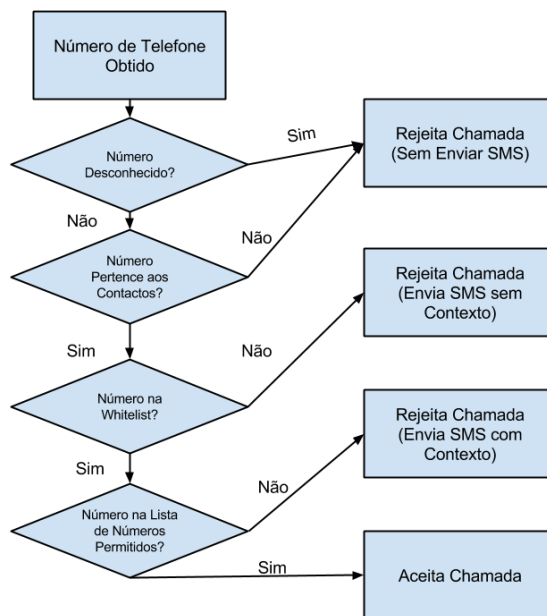 Número de Telefone
Obtido
Número
Desconhecido?
Sim
Rejeita Chamada
(Sem Enviar SMS)
Não
Não
Número
Pertence aos
Contactos?
Rejeita Chamada
(Envia SMS sem
Contexto)
Sim
Não
Número na
Whitelist?
Rejeita Chamada
(Envia SMS com
Contexto)
Sim
Não
Número na Lista
de Números
Permitidos?
Sim
Aceita Chamada